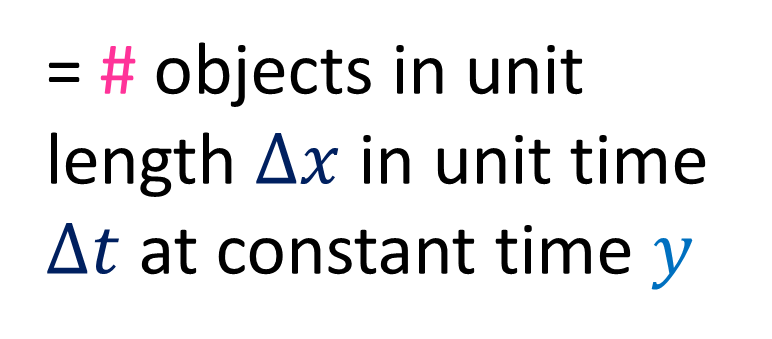 = # objects in unit
length Δx in unit time
Δt at constant time y